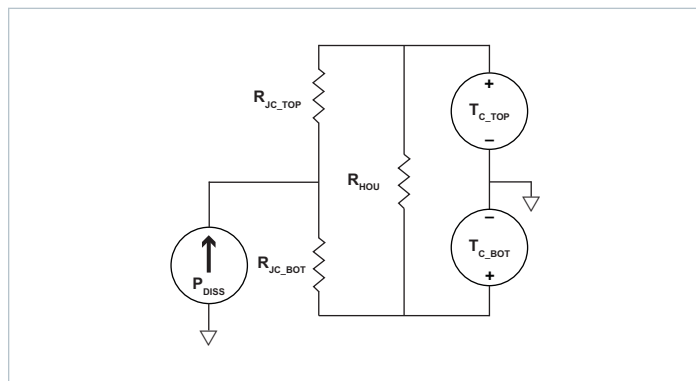 R_JC_TOP
+
T_C_TOP
–
R_HOU
–
T_C_BOT
+
R_JC_BOT
P_DISS